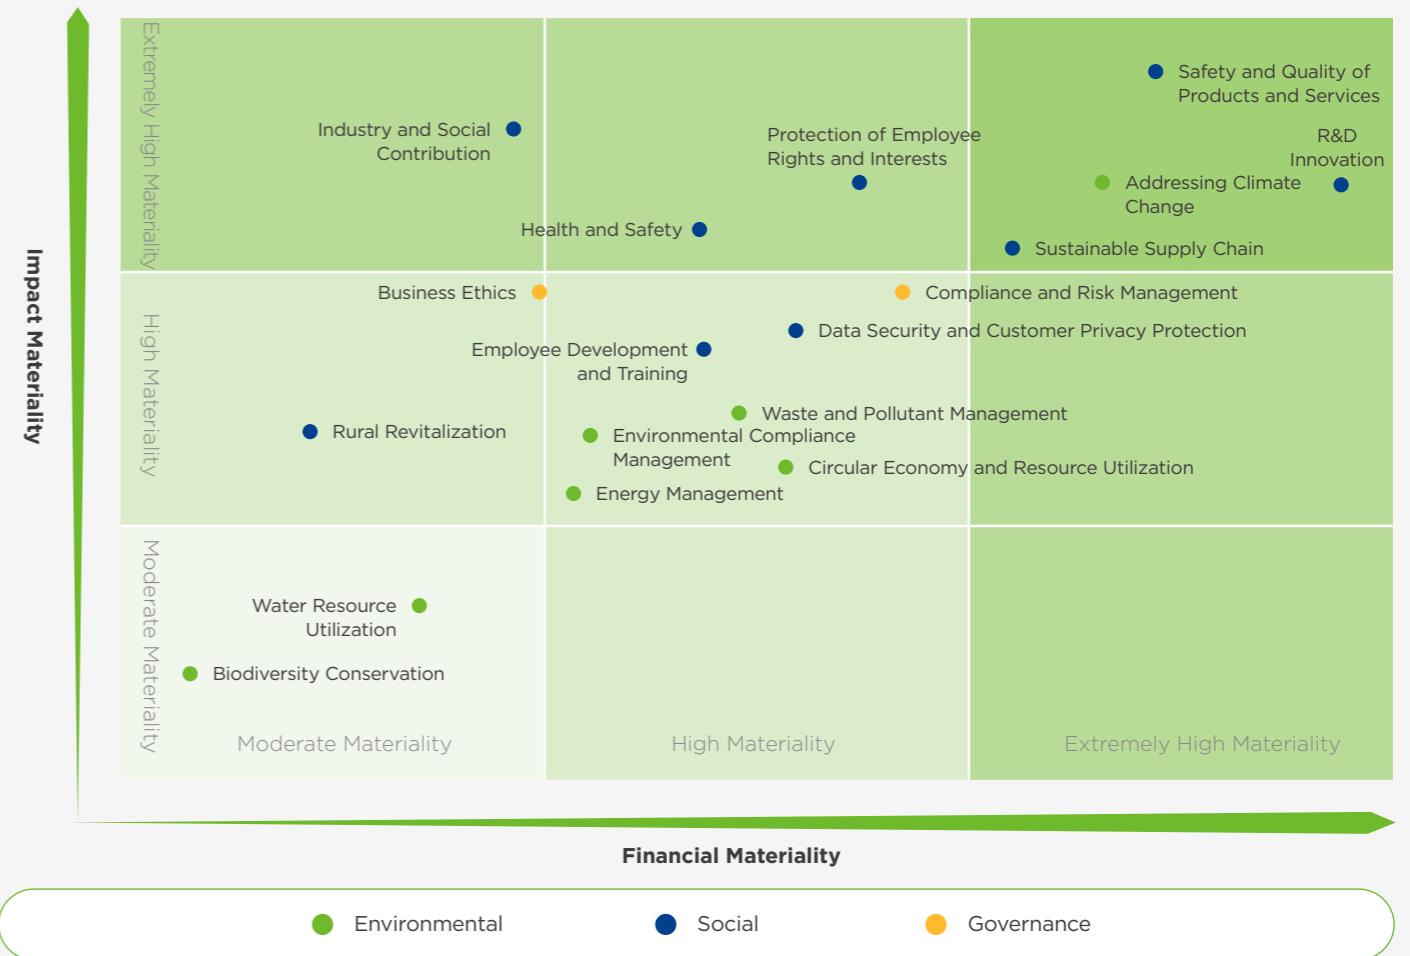 Extremely High Materiality
Safety and Quality of
Products and Services
Industry and Social
Contribution
Protection of Employee
Rights and Interests
R&D
Innovation
Addressing Climate
Change
Health and Safety
Sustainable Supply Chain
Impact Materiality
High Materiality
Business Ethics
Compliance and Risk Management
Data Security and Customer Privacy Protection
Employee Development
and Training
Waste and Pollutant Management
Rural Revitalization
Environmental Compliance
Management
Circular Economy and Resource Utilization
Energy Management
Moderate Materiality
Water Resource
Utilization
Biodiversity Conservation
Moderate Materiality
High Materiality
Extremely High Materiality
Financial Materiality
Environmental
Social
Governance